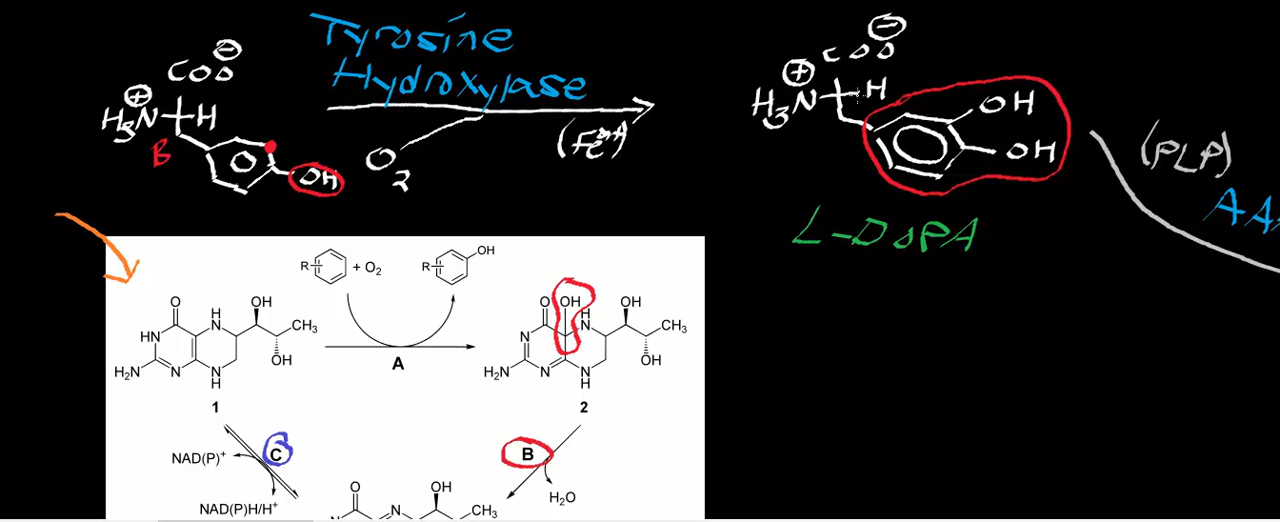 Tyrosine
Hydroxylase
COO ⊖
⊕
H3N H
B
OH
O2
(Fe2+)
COO ⊖
⊕
H3N H
OH
OH
L-DOPA
(PLP)
R + O2
R OH
O H N OH CH3
HN
OH
H2N N N H
1
A
O OH H N OH CH3
N
OH
H2N N N H
2
NAD(P)+ C
NAD(P)H/H+
B
H2O
O OH
N CH3